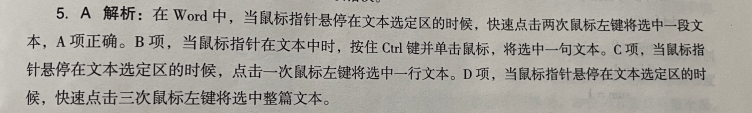 5. A 解析：在 Word 中，当鼠标指针悬停在文本选定区的时候，快速点击两次鼠标左键将选中一段文
本，A 项正确。B 项，当鼠标指针在文本中时，按住 Ctrl 键并单击鼠标，将选中一句文本。C 项，当鼠标指
针悬停在文本选定区的时候，点击一次鼠标左键将选中一行文本。D 项，当鼠标指针悬停在文本选定区的时
候，快速点击三次鼠标左键将选中整篇文本。